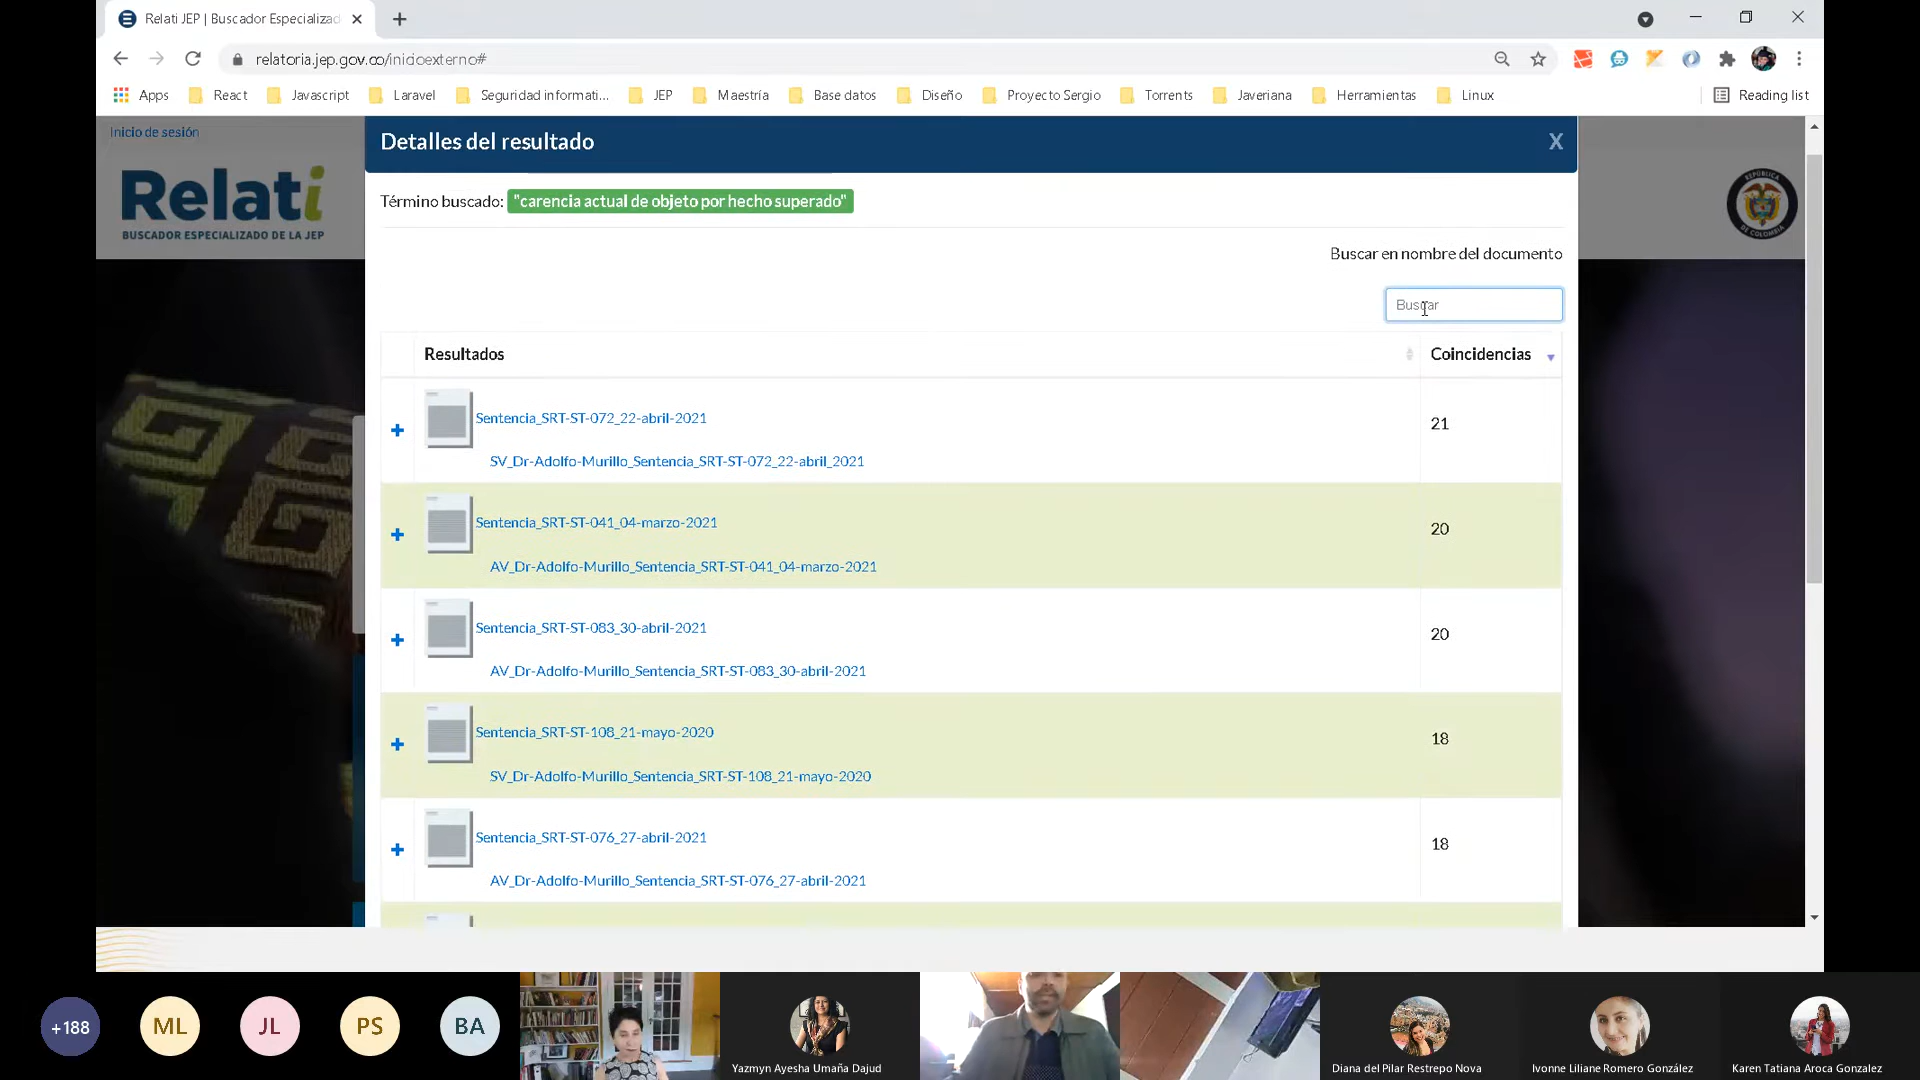 Relati JEP | Buscador Especializad
relatoria.jep.gov.co/inicioexterno#
Apps React Javascript Laravel Seguridad informati... JEP Maestría Base datos Diseño Proyecto Sergio Torrents Javeriana Herramientas Linux Reading list
Inicio de sesión
Relati
BUSCADOR ESPECIALIZADO DE LA JEP
Detalles del resultado
X
REPÚBLICA
DE COLOMBIA
Término buscado: "carencia actual de objeto por hecho superado"
Buscar en nombre del documento
Buscar
Resultados Coincidencias
Sentencia_SRT-ST-072_22-abril-2021 21
SV_Dr-Adolfo-Murillo_Sentencia_SRT-ST-072_22-abril_2021
Sentencia_SRT-ST-041_04-marzo-2021 20
AV_Dr-Adolfo-Murillo_Sentencia_SRT-ST-041_04-marzo-2021
Sentencia_SRT-ST-083_30-abril-2021 20
AV_Dr-Adolfo-Murillo_Sentencia_SRT-ST-083_30-abril-2021
Sentencia_SRT-ST-108_21-mayo-2020 18
SV_Dr-Adolfo-Murillo_Sentencia_SRT-ST-108_21-mayo-2020
Sentencia_SRT-ST-076_27-abril-2021 18
AV_Dr-Adolfo-Murillo_Sentencia_SRT-ST-076_27-abril-2021
+188 ML JL PS BA
Yazmyn Ayesha Umaña Dajud
Diana del Pilar Restrepo Nova
Ivonne Liliane Romero González
Karen Tatiana Aroca Gonzalez